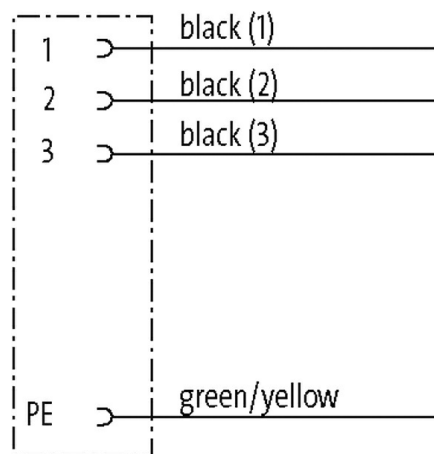 1 black (1)
2 black (2)
3 black (3)
PE green/yellow